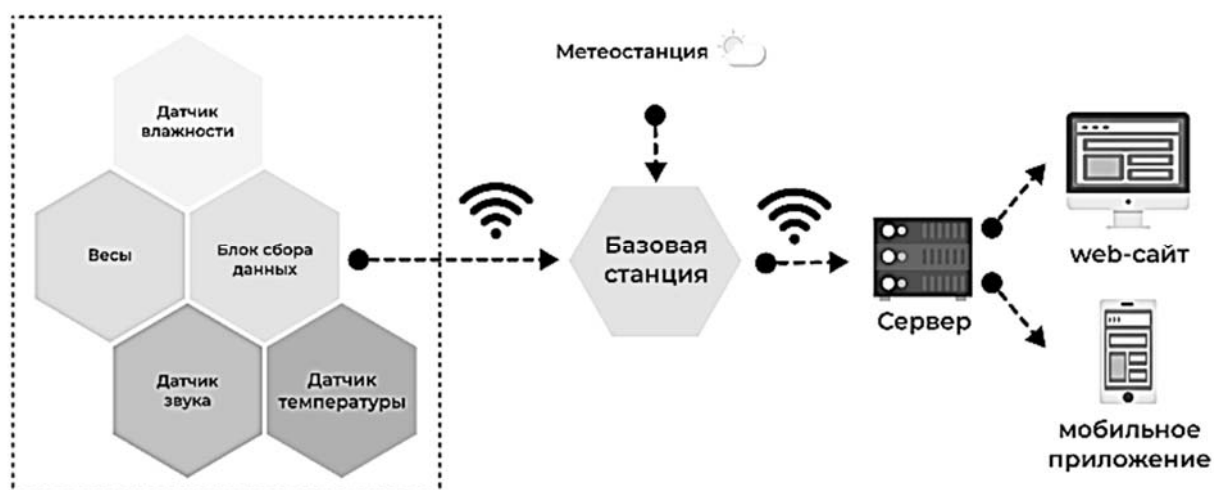 Метеостанция
Датчик
влажности
Весы
Блок сбора
данных
Датчик
звука
Датчик
температуры
Базовая
станция
Сервер
web-сайт
мобильное
приложение